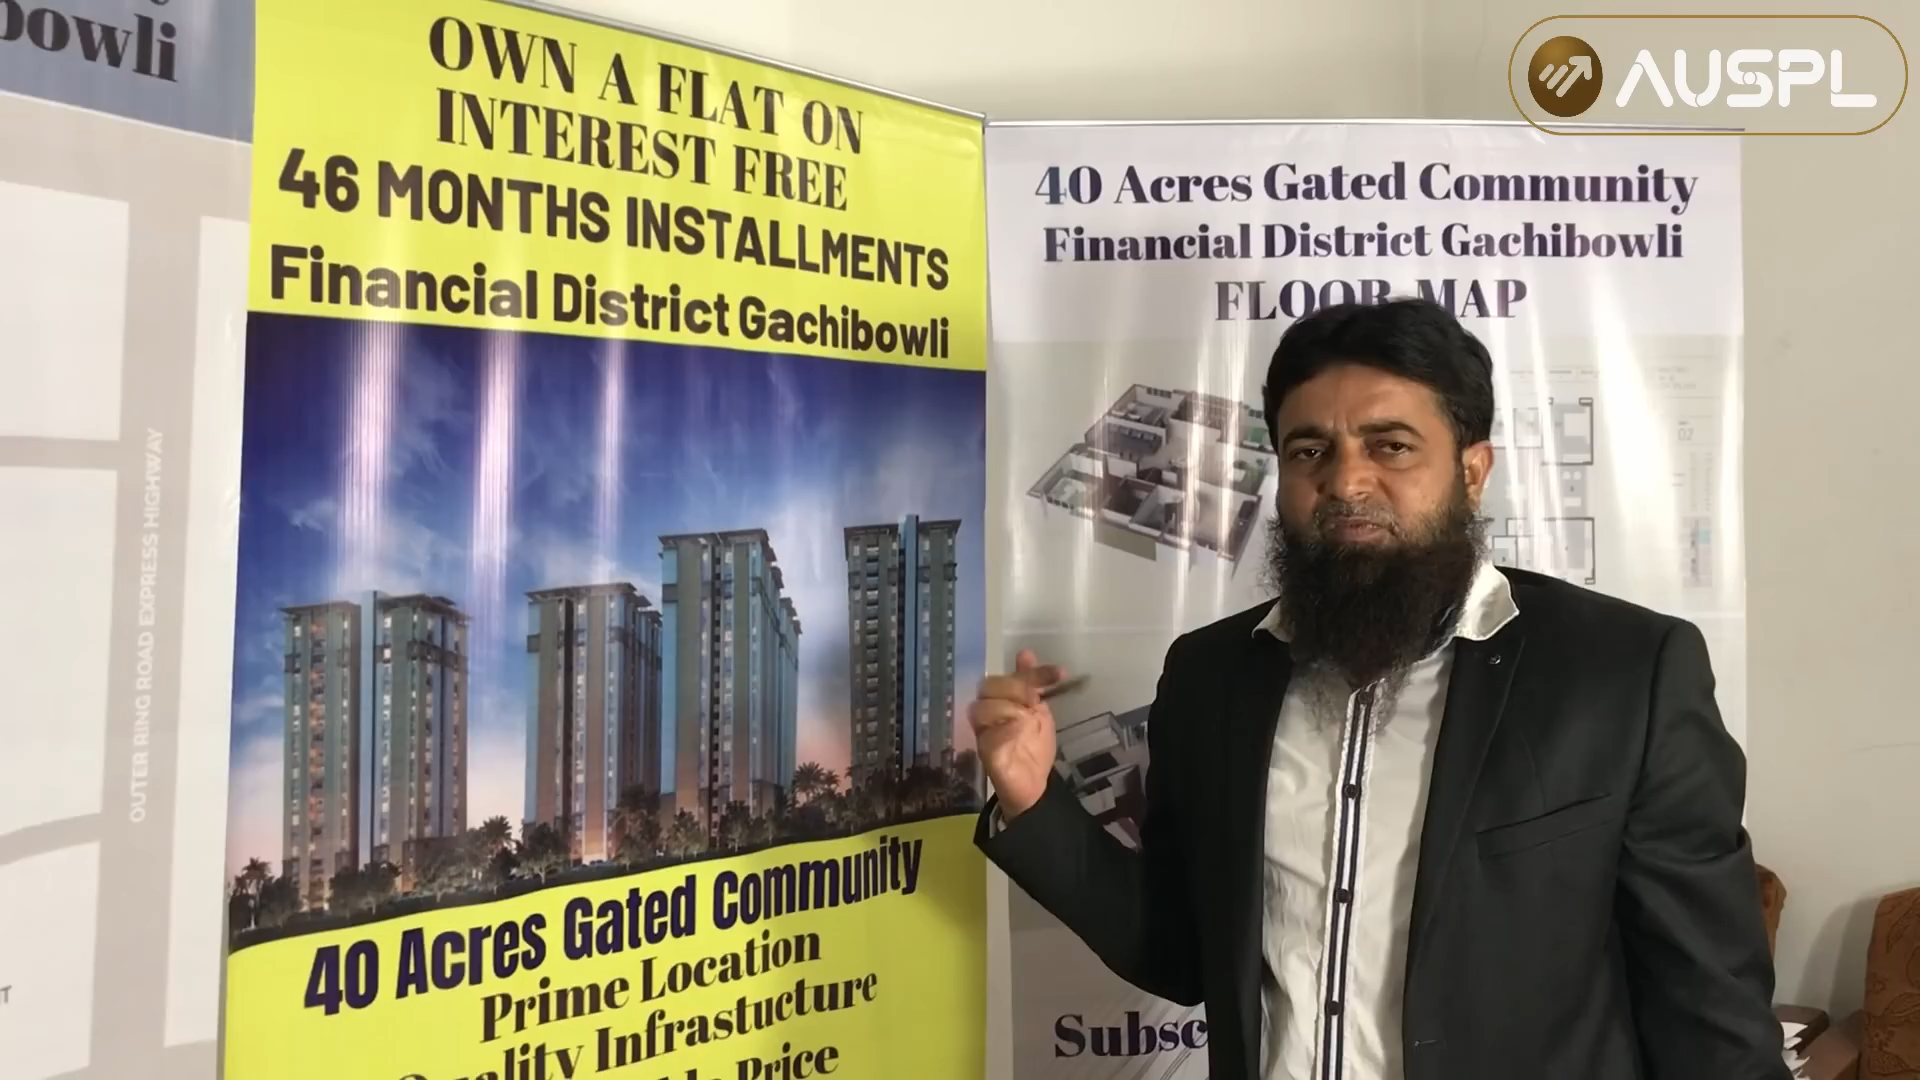 bowli
OUTER RING ROAD EXPRESS HIGHWAY
OWN A FLAT ON
INTEREST FREE
46 MONTHS INSTALLMENTS
Financial District Gachibowli
40 Acres Gated Community
Prime Location
Quality Infrastucture
Price
AUSPL
40 Acres Gated Community
Financial District Gachibowli
FLOOR MAP
Subsc